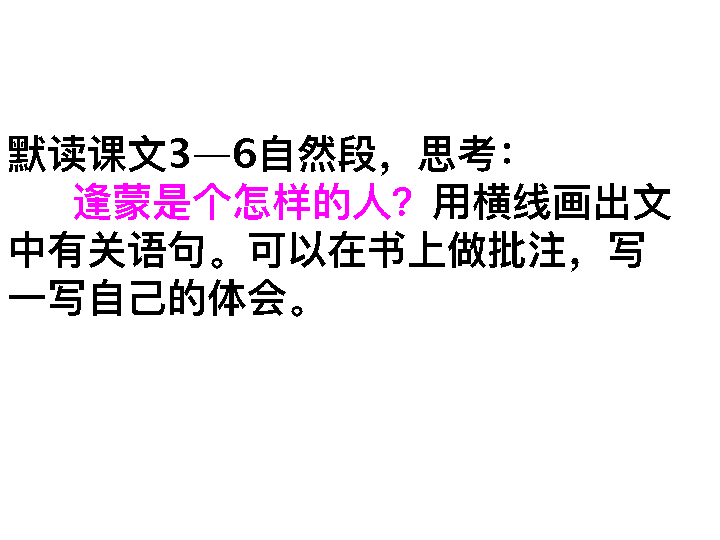 默读课文3—6自然段，思考：
逢蒙是个怎样的人？用横线画出文
中有关语句。可以在书上做批注，写
一写自己的体会。